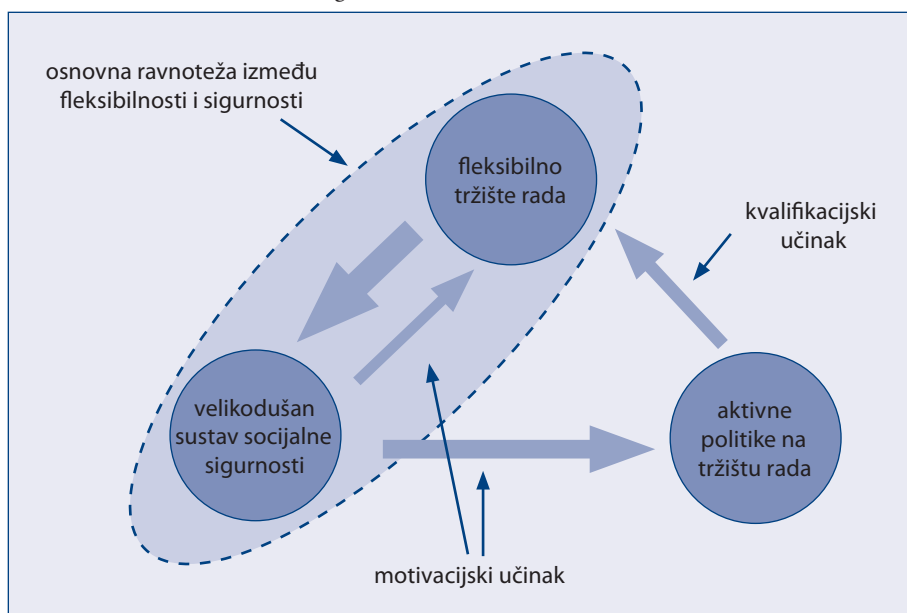 osnovna ravnoteža između
fleksibilnosti i sigurnosti
fleksibilno
tržište rada
kvalifikacijski
učinak
velikodušan
sustav socijalne
sigurnosti
aktivne
politike na
tržištu rada
motivacijski učinak